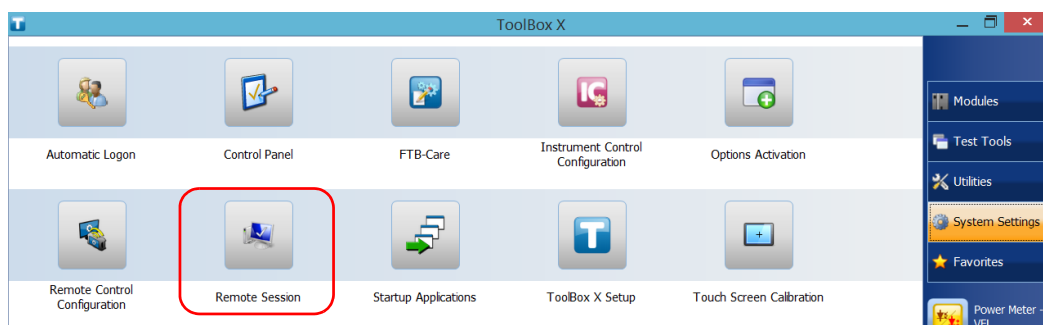 ToolBox X
Automatic Logon
Control Panel
FTB-Care
Instrument Control
Configuration
Options Activation
Remote Control
Configuration
Remote Session
Startup Applications
ToolBox X Setup
Touch Screen Calibration
Modules
Test Tools
Utilities
System Settings
Favorites
Power Meter -
VFL